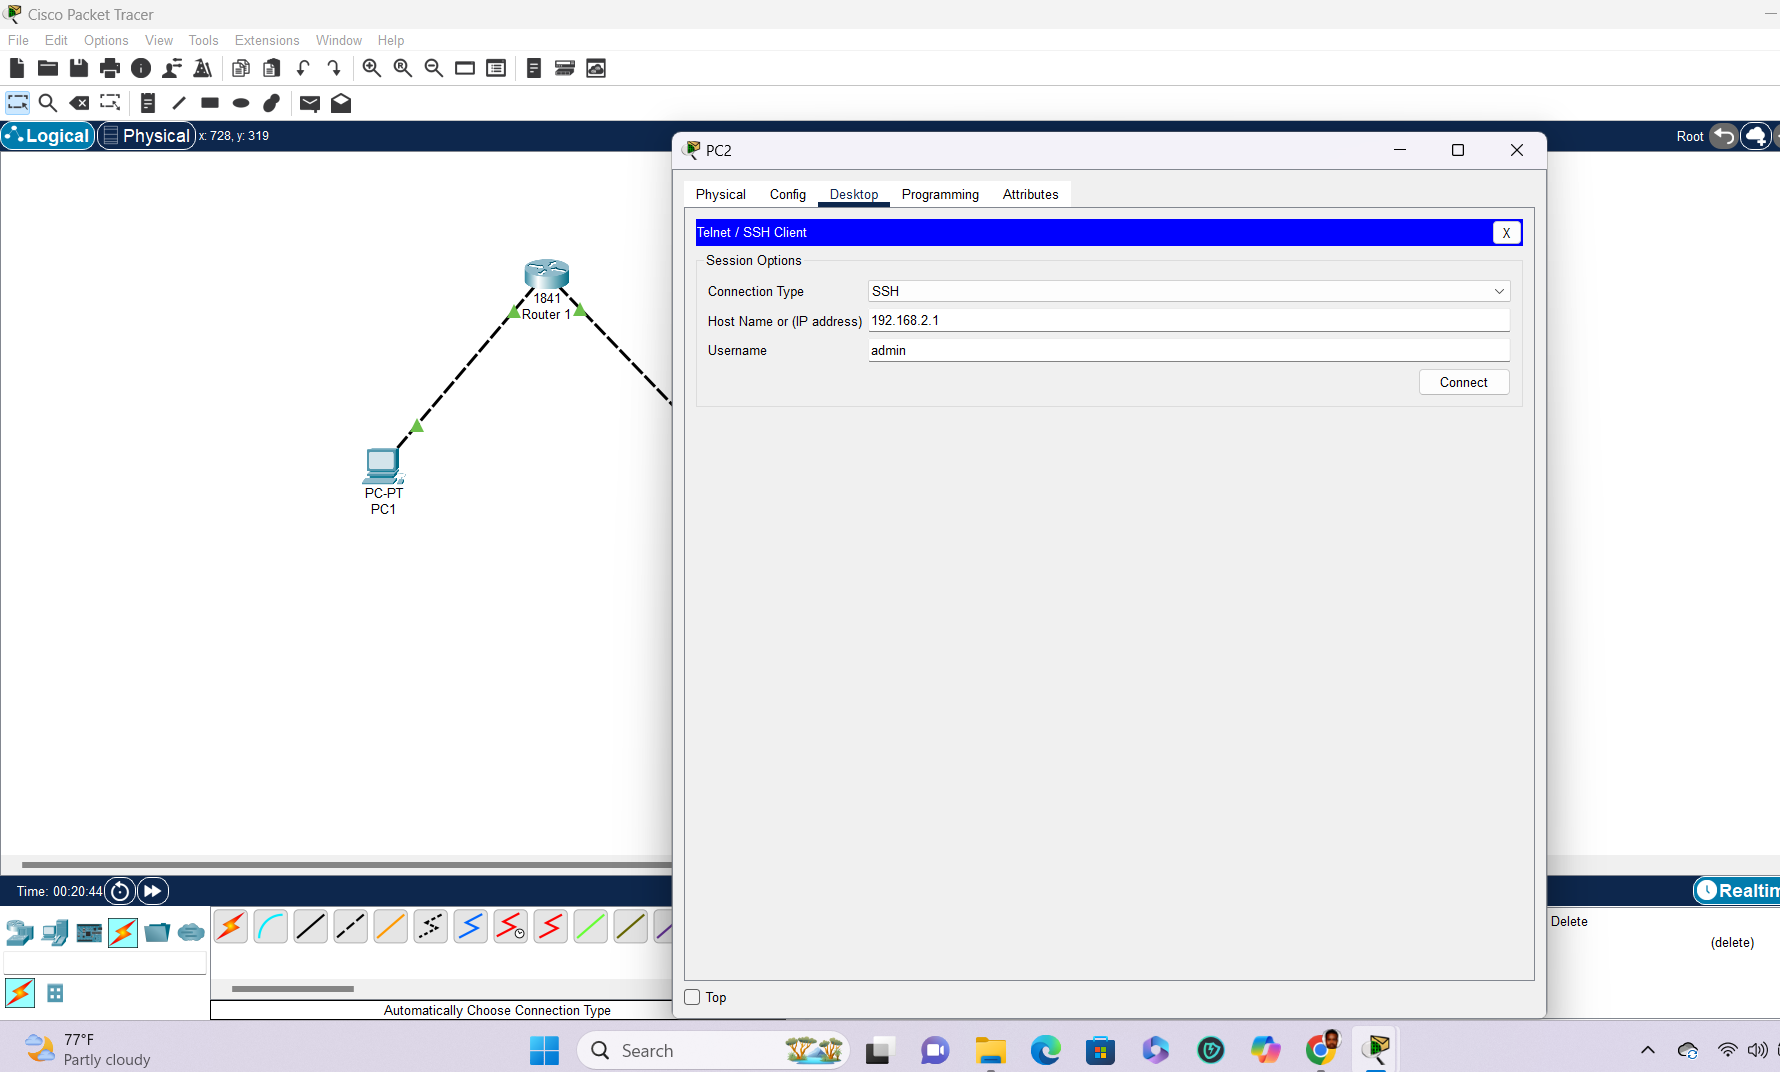 Cisco Packet Tracer
File Edit Options View Tools Extensions Window Help
Logical Physical x: 728, y: 319 Root
PC2
Physical Config Desktop Programming Attributes
Telnet / SSH Client X
Session Options
Connection Type SSH
Host Name or (IP address) 192.168.2.1
Username admin
Connect
1841
Router 1
PC-PT
PC1
Top
Time: 00:20:44 Realtim
Delete
(delete)
Automatically Choose Connection Type
77°F
Partly cloudy
Search